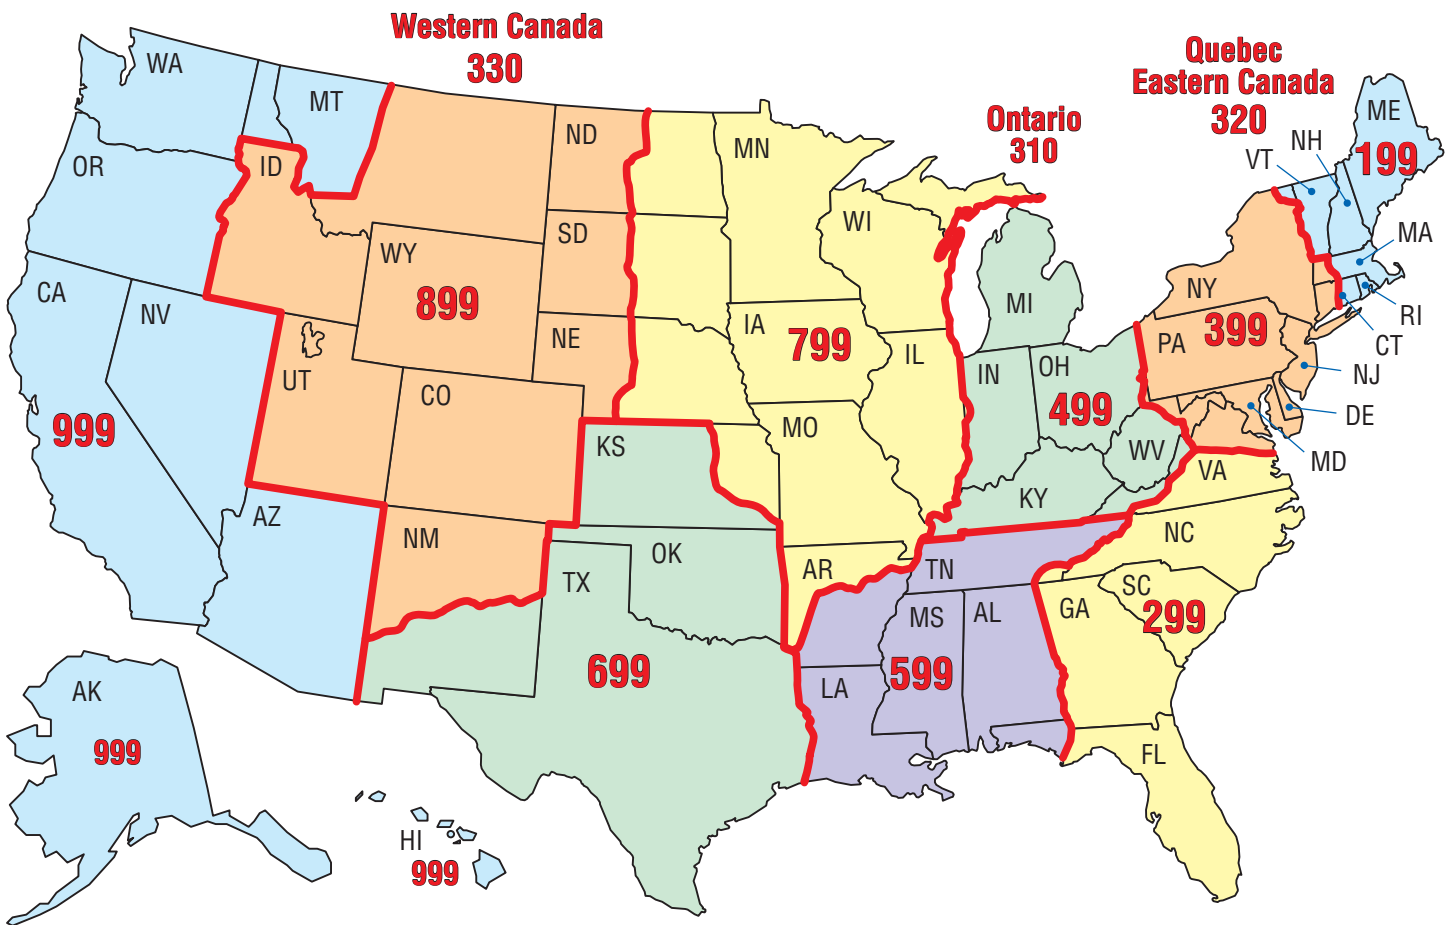 Western Canada
330
Quebec
Eastern Canada
320
Ontario
310
WA
MT
ND
MN
ME
NH
199
VT
OR
ID
WI
MA
SD
WY
NY
CA
NV
899
MI
RI
IA
799
399
PA
CT
NE
IL
OH
IN
NJ
UT
CO
499
DE
999
MO
KS
WV
MD
VA
KY
AZ
NM
OK
NC
TX
AR
TN
SC
MS
AL
GA
299
699
LA
599
AK
999
FL
HI
999